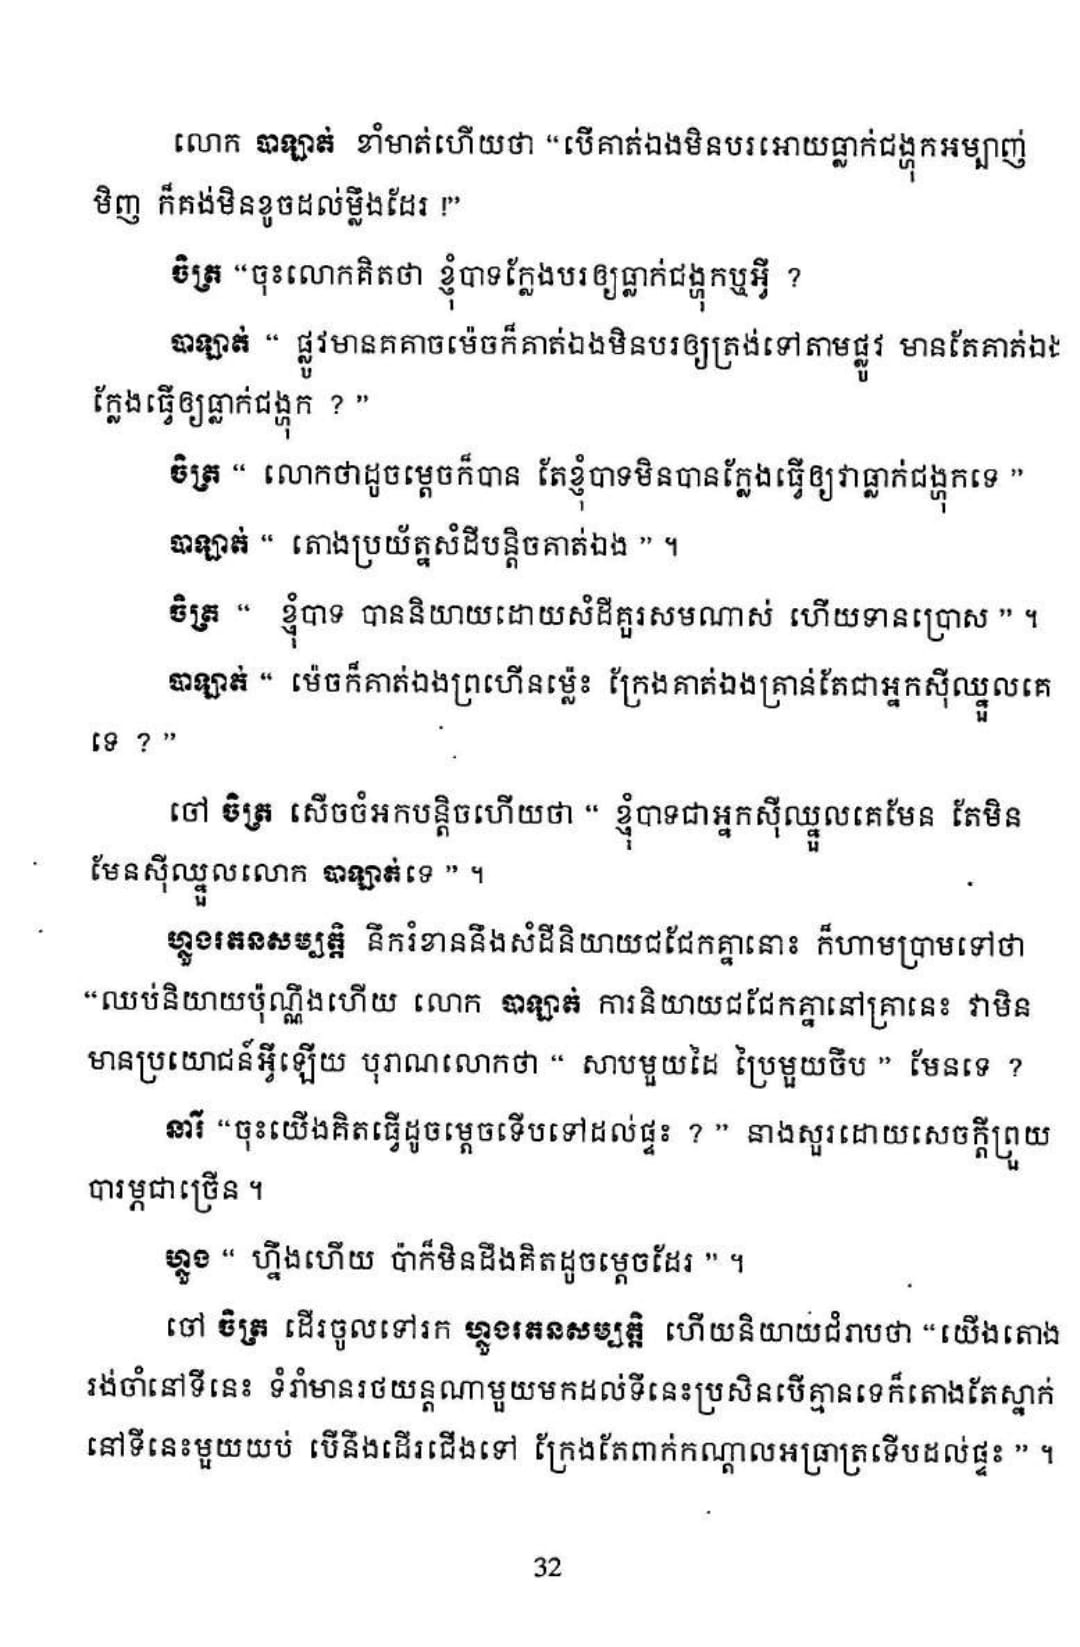 លោក បាឡាត់ ខាំមាត់ហើយថា “បើគាត់ឯងមិនបរអោយធ្លាក់ជង្ហុកអម្បាញ់
មិញ ក៏គង់មិនខូចដល់ម្លឹងដែរ !”
ចិត្រ “ចុះលោកគិតថា ខ្ញុំបាទក្លែងបរឲ្យធ្លាក់ជង្ហុកឬអ្វី ?
បាឡាត់ “ ផ្លូវមានគគាចម៉េចក៏គាត់ឯងមិនបរឲ្យត្រង់ទៅតាមផ្លូវ មានតែគាត់ឯង
ក្លែងធ្វើឲ្យធ្លាក់ជង្ហុក ? ”
ចិត្រ “ លោកថាដូចម្ដេចក៏បាន តែខ្ញុំបាទមិនបានក្លែងធ្វើឲ្យវាធ្លាក់ជង្ហុកទេ ”
បាឡាត់ “ តោងប្រយ័ត្នសំដីបន្តិចគាត់ឯង ” ។
ចិត្រ “ ខ្ញុំបាទ បាននិយាយដោយសំដីគួរសមណាស់ ហើយទានប្រោស ” ។
បាឡាត់ “ ម៉េចក៏គាត់ឯងព្រហើនម្ល៉េះ ក្រែងគាត់ឯងគ្រាន់តែជាអ្នកស៊ីឈ្នួលគេ
ទេ ? ”
ចៅ ចិត្រ សើចចំអកបន្តិចហើយថា “ ខ្ញុំបាទជាអ្នកស៊ីឈ្នួលគេមែន តែមិន
មែនស៊ីឈ្នួលលោក បាឡាត់ទេ ” ។
ហ្លួងរតនសម្បត្តិ នឹករំខាននឹងសំដីនិយាយជជែកគ្នានោះ ក៏ហាមប្រាមទៅថា
“ឈប់និយាយប៉ុណ្ណឹងហើយ លោក បាឡាត់ ការនិយាយជជែកគ្នានៅគ្រានេះ វាមិន
មានប្រយោជន៍អ្វីឡើយ បុរាណលោកថា “ សាបមួយដៃ ប្រៃមួយចឹប ” មែនទេ ?
នារី “ចុះយើងគិតធ្វើដូចម្ដេចទើបទៅដល់ផ្ទះ ? ” នាងសួរដោយសេចក្ដីព្រួយ
បារម្ភជាច្រើន ។
ហ្លួង “ ហ្នឹងហើយ ប៉ាក៏មិនដឹងគិតដូចម្ដេចដែរ ” ។
ចៅ ចិត្រ ដើរចូលទៅរក ហ្លួងរតនសម្បត្តិ ហើយនិយាយជំរាបថា “យើងតោង
រង់ចាំនៅទីនេះ ទំរាំមានរថយន្តណាមួយមកដល់ទីនេះប្រសិនបើគ្មានទេក៏តោងតែស្នាក់
នៅទីនេះមួយយប់ បើនឹងដើរជើងទៅ ក្រែងតែពាក់កណ្ដាលអធ្រាត្រទើបដល់ផ្ទះ ” ។
32